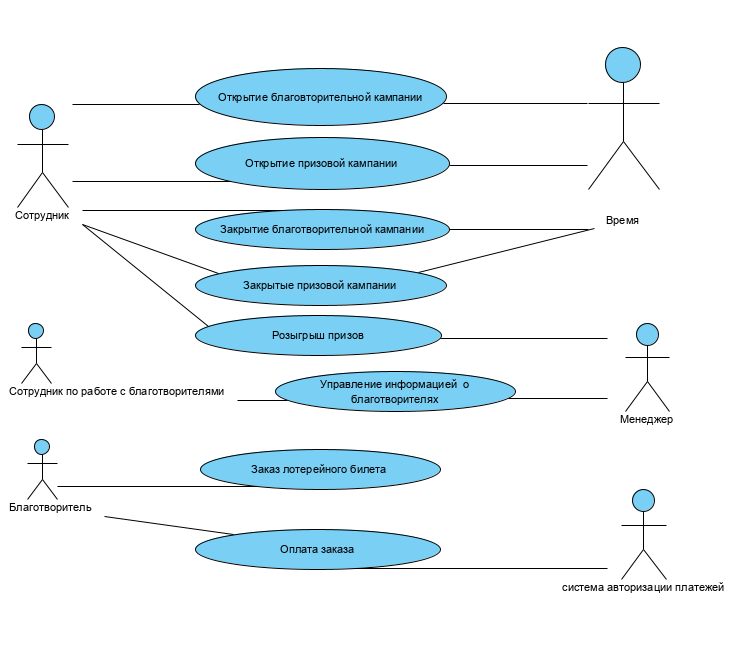 Открытие благовторительной кампании
Открытие призовой кампании
Сотрудник
Время
Закрытие благотворительной кампании
Закрытые призовой кампании
Розыгрыш призов
Управление информацией о
благотворителях
Сотрудник по работе с благотворителями
Менеджер
Заказ лотерейного билета
Благотворитель
Оплата заказа
система авторизации платежей